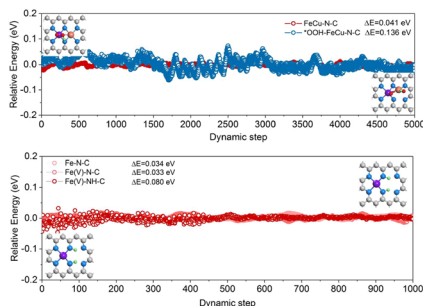 0.2
0.1
0.0
-0.1
-0.2
Relative Energy (eV)
FeCu-N-C ΔE=0.041 eV
*OOH-FeCu-N-C ΔE=0.136 eV
0 500 1000 1500 2000 2500 3000 3500 4000 4500 5000
Dynamic step
0.2
0.1
0.0
-0.1
-0.2
Relative Energy (eV)
Fe-N-C ΔE=0.034 eV
Fe(V)-N-C ΔE=0.033 eV
Fe(V)-NH-C ΔE=0.080 eV
0 100 200 300 400 500 600 700 800 900 1000
Dynamic step